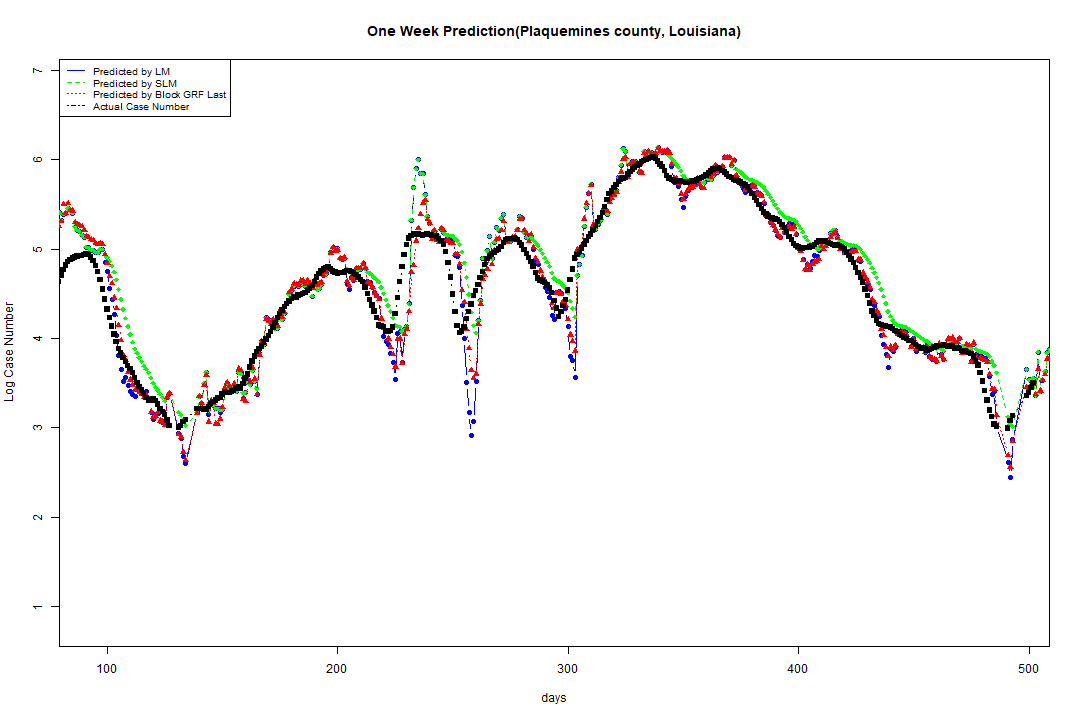 One Week Prediction(Plaquemines county, Louisiana)
Predicted by LM
Predicted by SLM
Predicted by Block GRF Last
Actual Case Number
7
6
5
4
3
2
1
Log Case Number
100 200 300 400 500
days